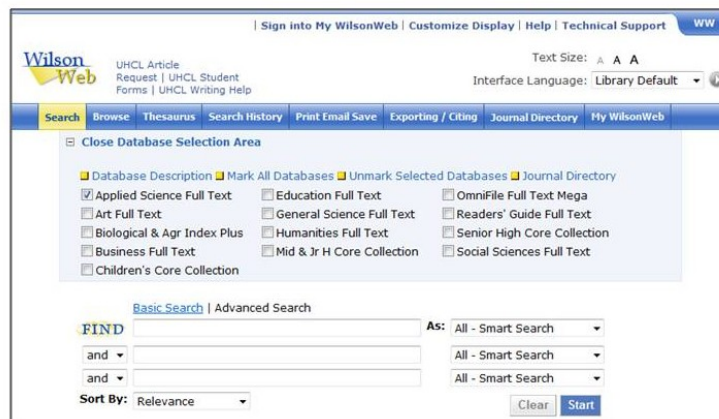 | Sign into My WilsonWeb | Customize Display | Help | Technical Support WW
Wilson
Web
UHCL Article
Request | UHCL Student
Forms | UHCL Writing Help
Text Size: A A A
Interface Language: Library Default
Search Browse Thesaurus Search History Print Email Save Exporting / Citing Journal Directory My WilsonWeb
Close Database Selection Area
Database Description Mark All Databases Unmark Selected Databases Journal Directory
Applied Science Full Text Education Full Text OmniFile Full Text Mega
Art Full Text General Science Full Text Readers' Guide Full Text
Biological & Agr Index Plus Humanities Full Text Senior High Core Collection
Business Full Text Mid & Jr H Core Collection Social Sciences Full Text
Children's Core Collection
Basic Search | Advanced Search
FIND As: All - Smart Search
and All - Smart Search
and All - Smart Search
Sort By: Relevance Clear Start